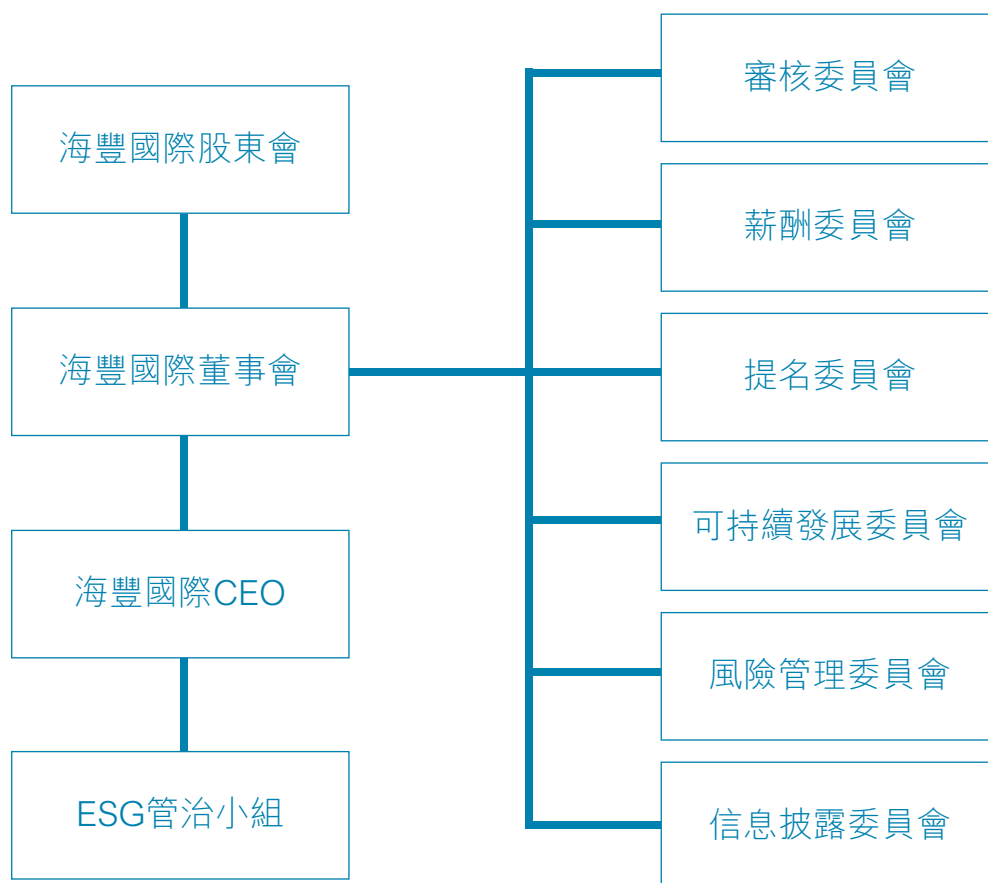 海豐國際股東會
海豐國際董事會
海豐國際CEO
ESG管治小組
審核委員會
薪酬委員會
提名委員會
可持續發展委員會
風險管理委員會
信息披露委員會